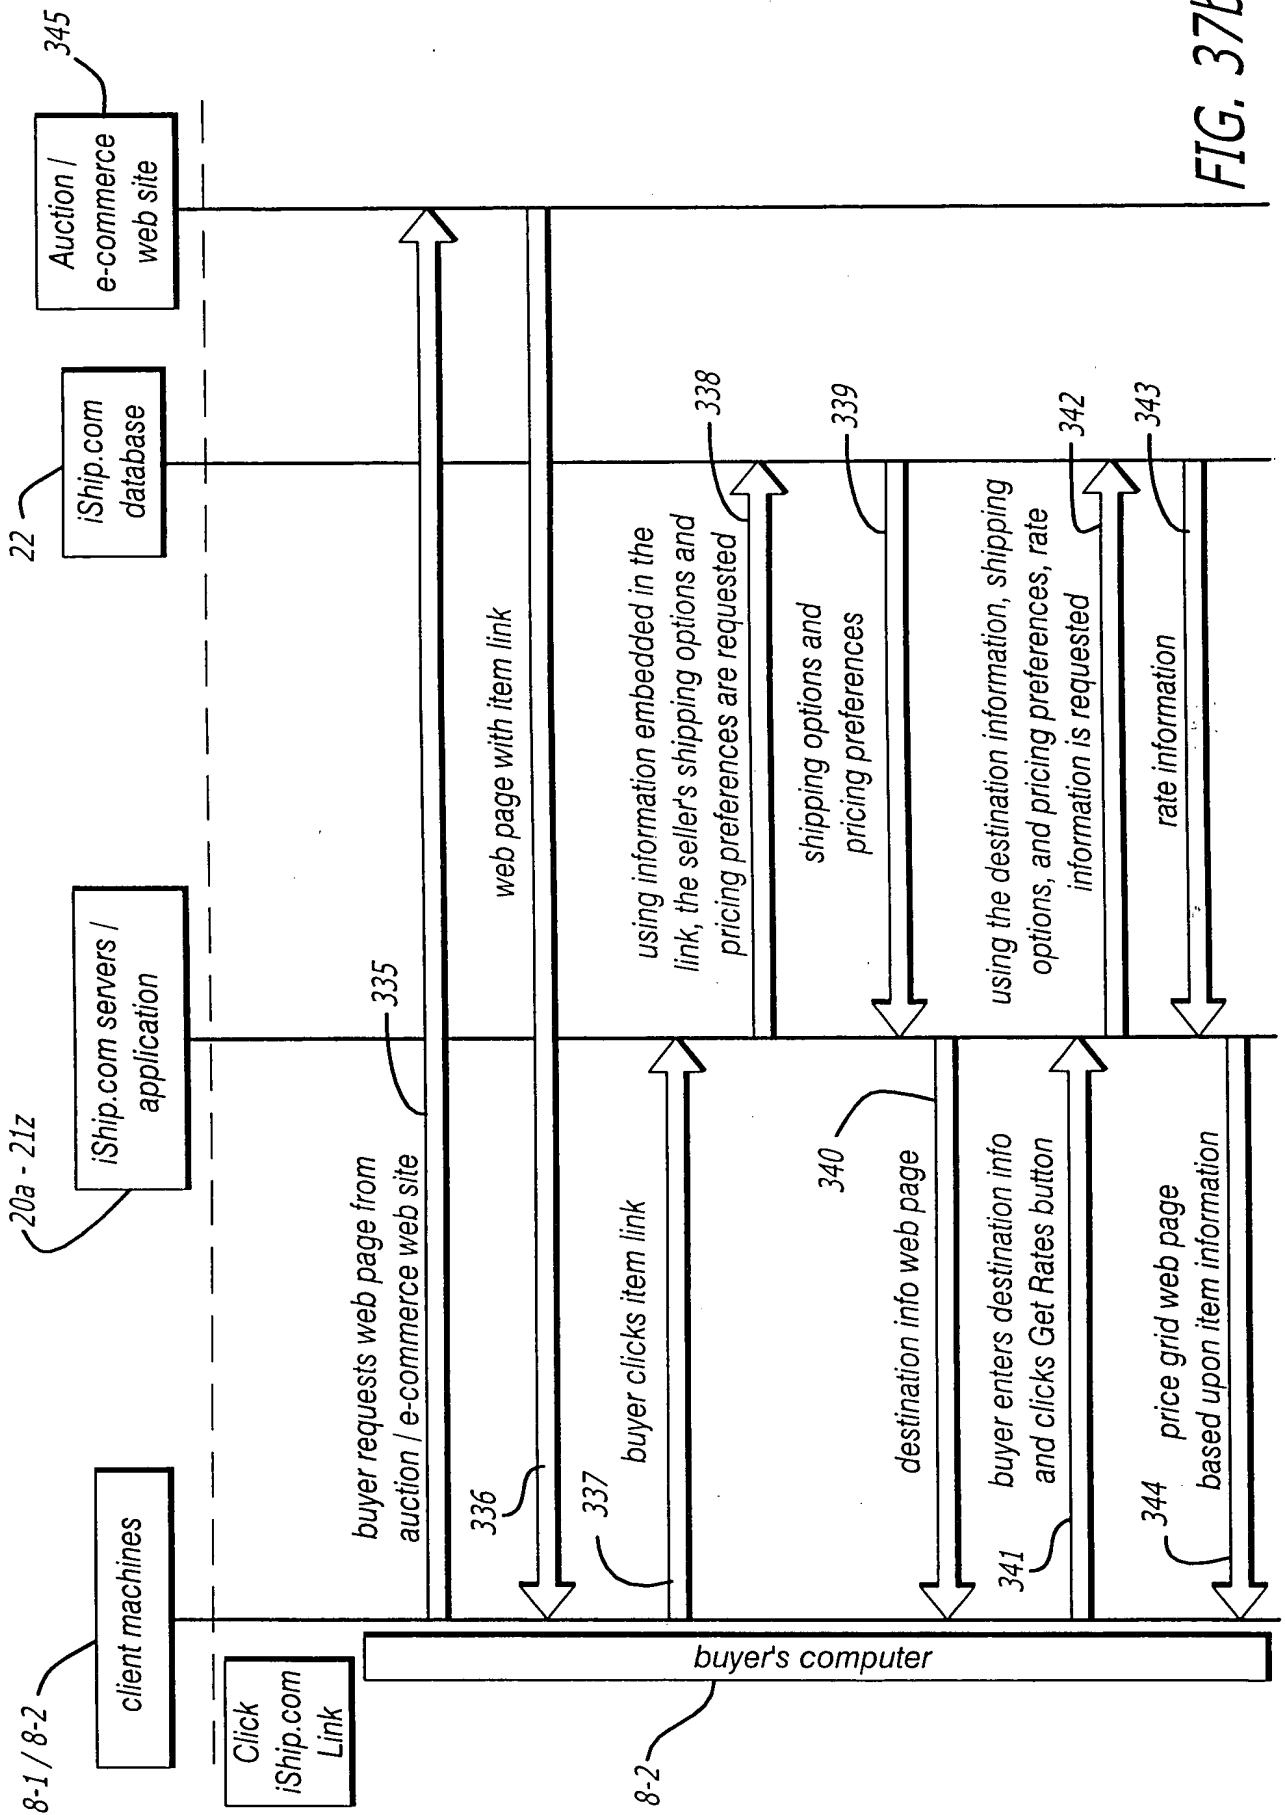 8-1 / 8-2
client machines
20a - 21z
iShip.com servers /
application
22
iShip.com
database
Auction /
e-commerce
web site
345
Click
iShip.com
Link
buyer requests web page from
auction / e-commerce web site
335
web page with item link
336
buyer clicks item link
337
using information embedded in the
link, the seller's shipping options and
pricing preferences are requested
338
shipping options and
pricing preferences
339
destination info web page
340
buyer enters destination info
and clicks Get Rates button
341
using the destination information, shipping
options, and pricing preferences, rate
information is requested
342
rate information
343
price grid web page
based upon item information
344
buyer's computer
8-2
FIG. 37b